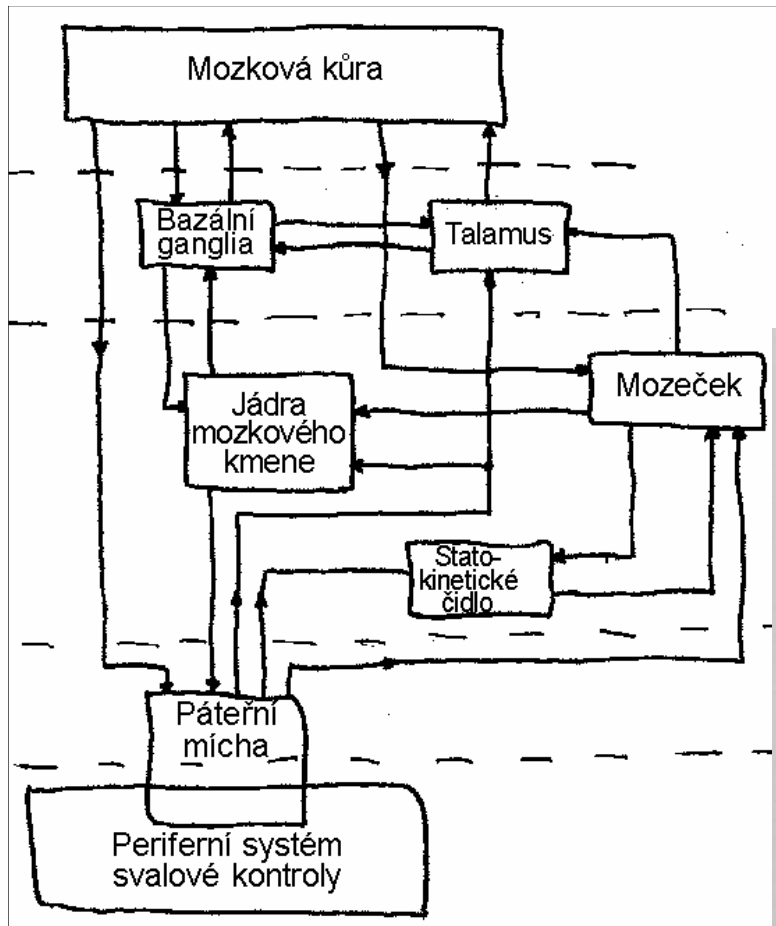 Mozková kůra
Bazální
ganglia
Talamus
Mozeček
Jádra
mozkového
kmene
Stato-
kinetické
čidlo
Páteřní
mícha
Periferní systém
svalové kontroly